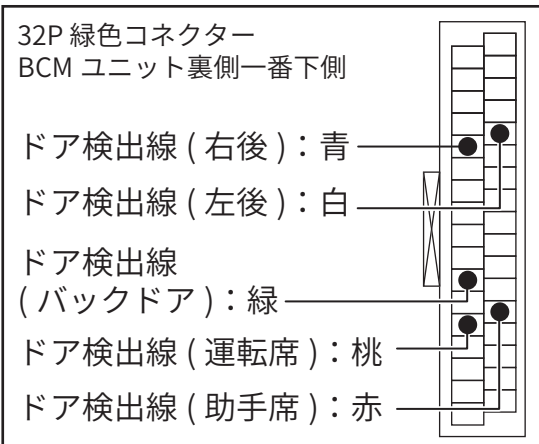 32P 緑色コネクター
BCM ユニット裏側一番下側
ドア検出線 ( 右後 )：青
ドア検出線 ( 左後 )：白
ドア検出線
( バックドア )：緑
ドア検出線 ( 運転席 )：桃
ドア検出線 ( 助手席 )：赤